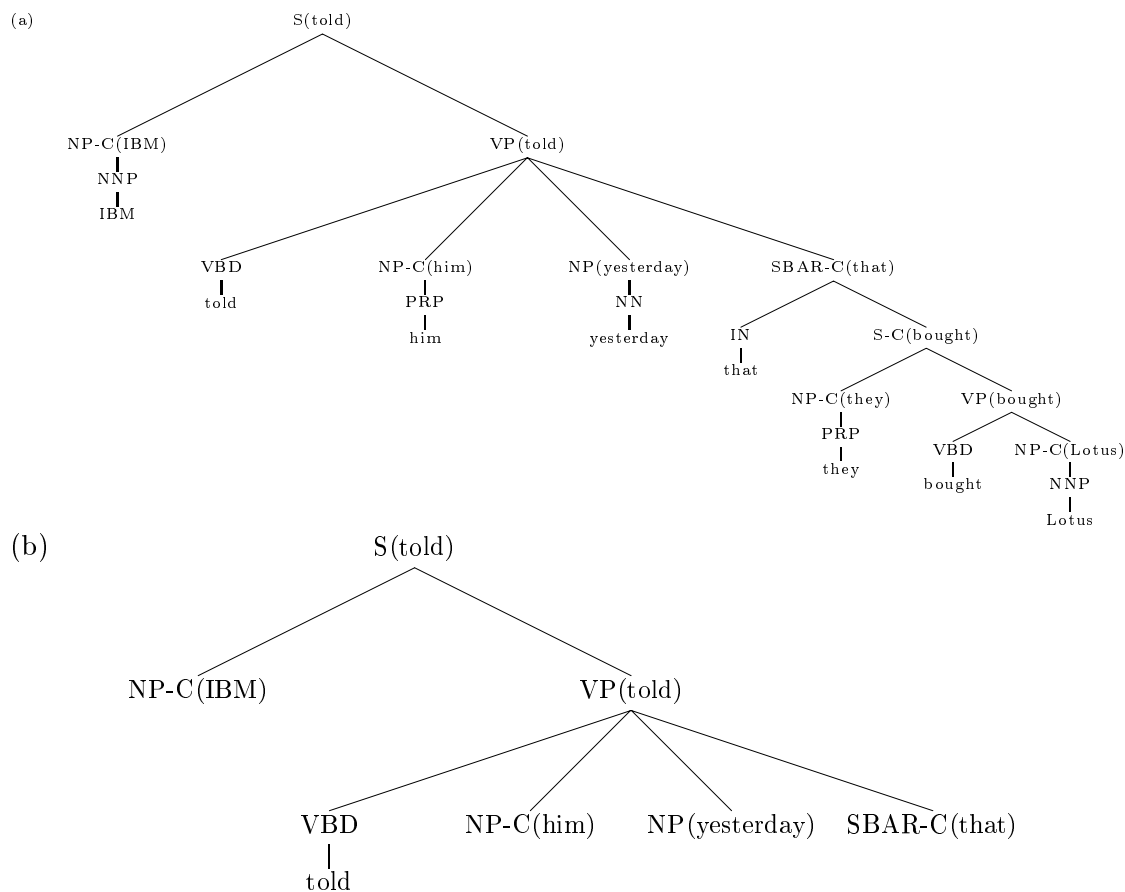 (a) S(told)
NP-C(IBM) VP(told)
NNP
IBM
VBD NP-C(him) NP(yesterday) SBAR-C(that)
told PRP NN
him yesterday
IN S-C(bought)
that
NP-C(they) VP(bought)
PRP
VBD NP-C(Lotus)
they
bought NNP
Lotus
(b) S(told)
NP-C(IBM) VP(told)
VBD NP-C(him) NP(yesterday) SBAR-C(that)
told